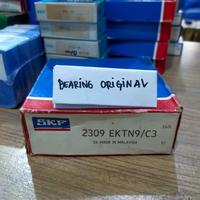 BEARING ORIGINAL
SKF
2309 EKTN9/C3
MADE IN MALAYSIA